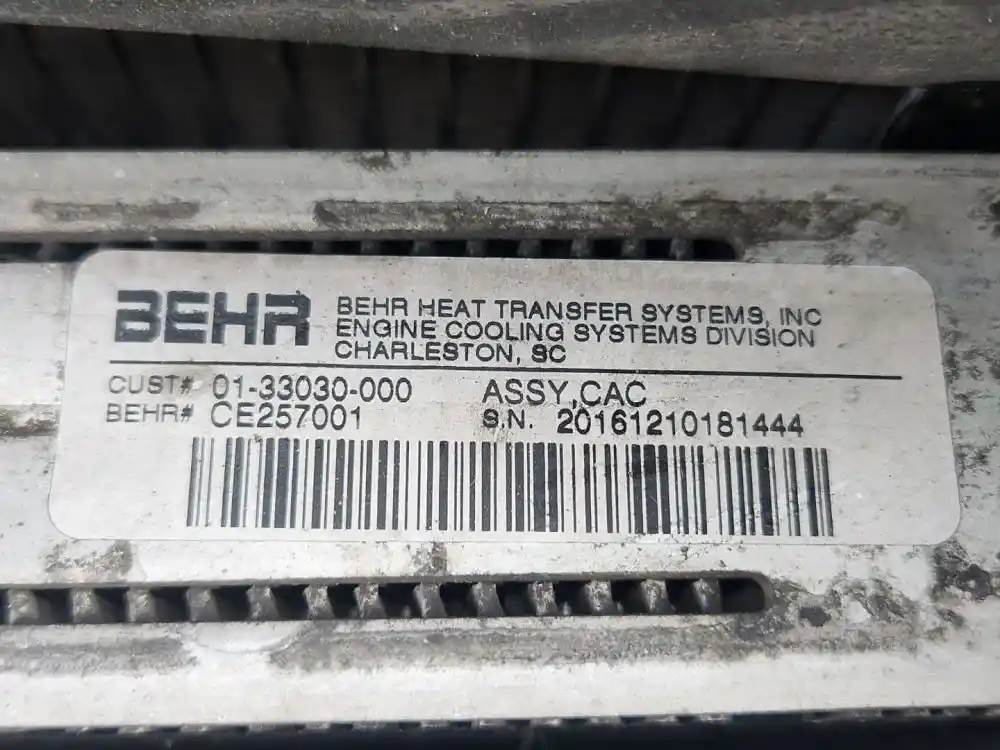 BEHR
BEHR HEAT TRANSFER SYSTEMS, INC
ENGINE COOLING SYSTEMS DIVISION
CHARLESTON, SC
CUST# 01-33030-000 ASSY,CAC
BEHR# CE257001 S.N. 20161210181444